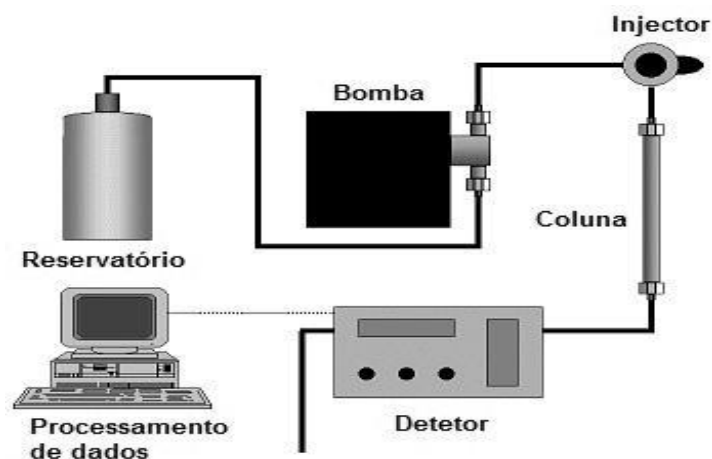 Injector
Bomba
Coluna
Reservatório
Detetor
Processamento
de dados